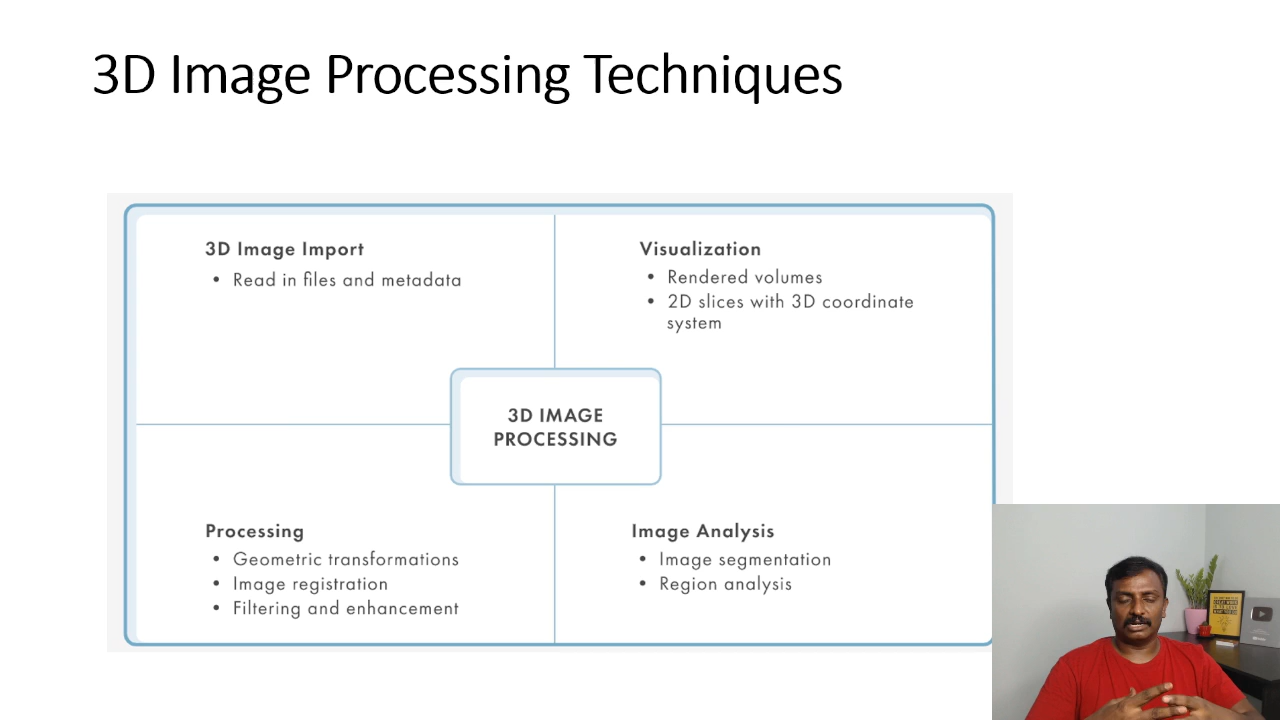 3D Image Processing Techniques
3D Image Import
• Read in files and metadata
Visualization
• Rendered volumes
• 2D slices with 3D coordinate
system
3D IMAGE
PROCESSING
Processing
• Geometric transformations
• Image registration
• Filtering and enhancement
Image Analysis
• Image segmentation
• Region analysis